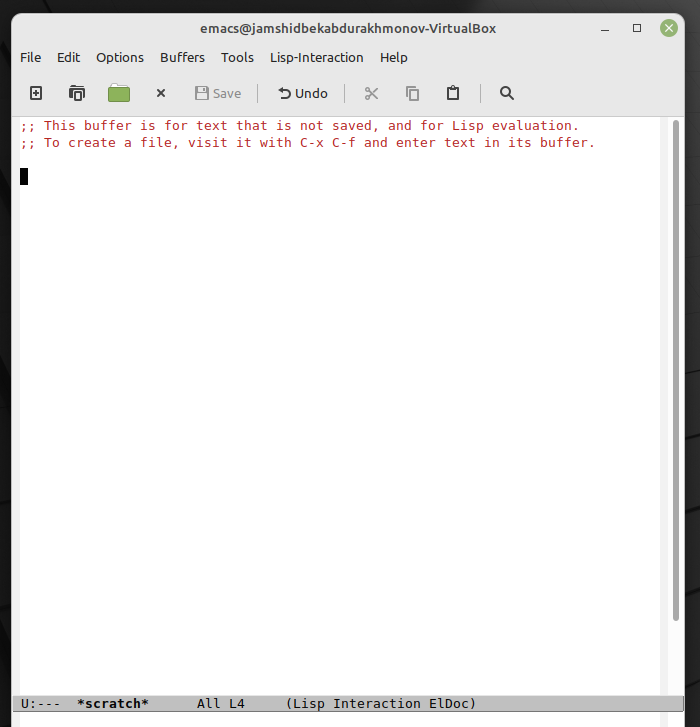 emacs@jamshidbekabdurakhmonov-VirtualBox
File Edit Options Buffers Tools Lisp-Interaction Help
Save Undo
;; This buffer is for text that is not saved, and for Lisp evaluation.
;; To create a file, visit it with C-x C-f and enter text in its buffer.
U:--- *scratch* All L4 (Lisp Interaction ElDoc)